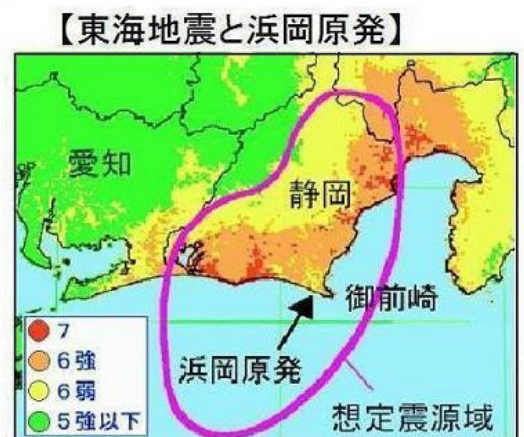 【東海地震と浜岡原発】
愛知
静岡
御前崎
浜岡原発
想定震源域
7
6強
6弱
5強以下